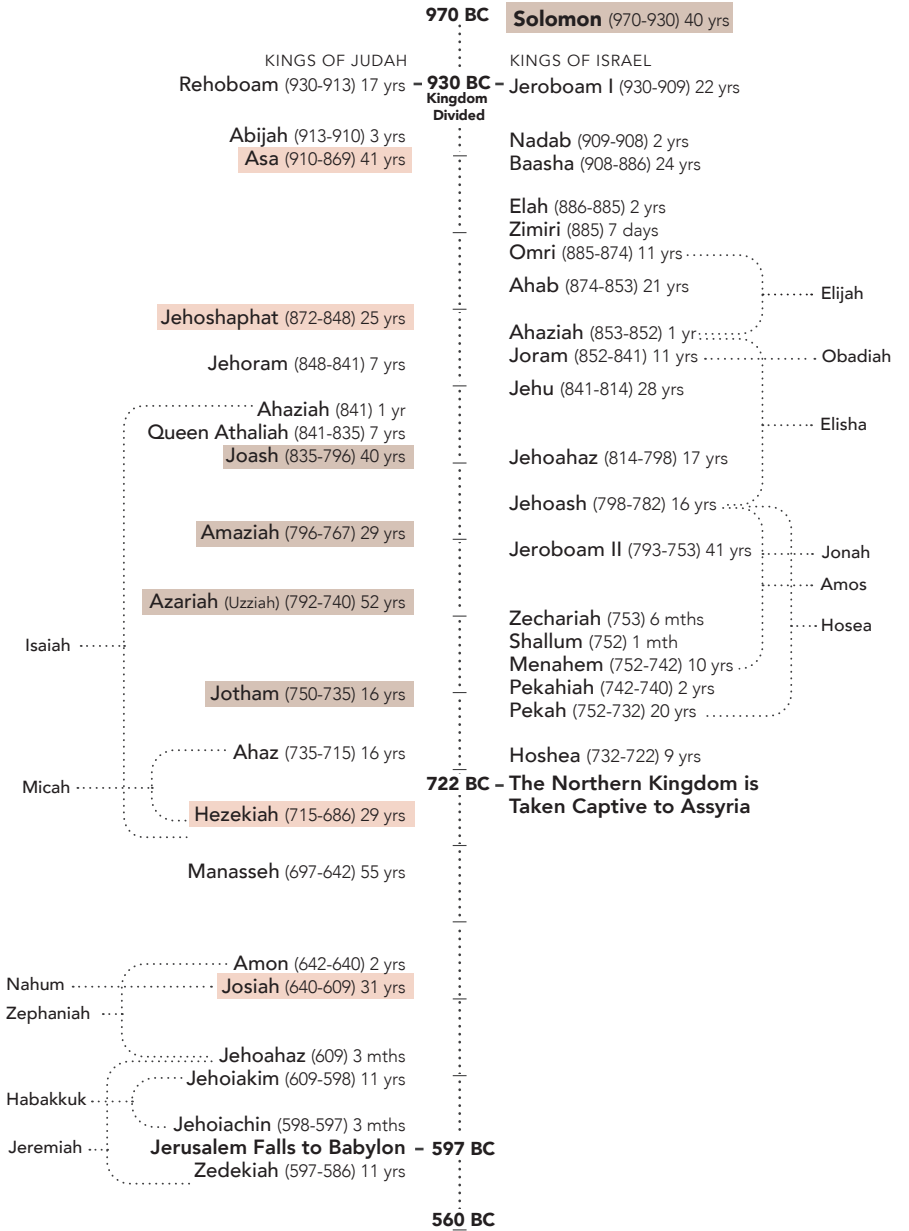 970 BC
Solomon (970-930) 40 yrs
KINGS OF JUDAH
KINGS OF ISRAEL
Rehoboam (930-913) 17 yrs – 930 BC – Jeroboam I (930-909) 22 yrs
Kingdom
Divided
Abijah (913-910) 3 yrs
Nadab (909-908) 2 yrs
Asa (910-869) 41 yrs
Baasha (908-886) 24 yrs
Elah (886-885) 2 yrs
Zimiri (885) 7 days
Omri (885-874) 11 yrs
Ahab (874-853) 21 yrs
Elijah
Jehoshaphat (872-848) 25 yrs
Ahaziah (853-852) 1 yr
Joram (852-841) 11 yrs
Obadiah
Jehoram (848-841) 7 yrs
Jehu (841-814) 28 yrs
Ahaziah (841) 1 yr
Elisha
Queen Athaliah (841-835) 7 yrs
Joash (835-796) 40 yrs
Jehoahaz (814-798) 17 yrs
Jehoash (798-782) 16 yrs
Amaziah (796-767) 29 yrs
Jeroboam II (793-753) 41 yrs
Jonah
Amos
Azariah (Uzziah) (792-740) 52 yrs
Zechariah (753) 6 mths
Hosea
Isaiah
Shallum (752) 1 mth
Menahem (752-742) 10 yrs
Jotham (750-735) 16 yrs
Pekahiah (742-740) 2 yrs
Pekah (752-732) 20 yrs
Ahaz (735-715) 16 yrs
Hoshea (732-722) 9 yrs
Micah
722 BC – The Northern Kingdom is
Taken Captive to Assyria
Hezekiah (715-686) 29 yrs
Manasseh (697-642) 55 yrs
Amon (642-640) 2 yrs
Nahum
Josiah (640-609) 31 yrs
Zephaniah
Jehoahaz (609) 3 mths
Jehoiakim (609-598) 11 yrs
Habakkuk
Jehoiachin (598-597) 3 mths
Jeremiah
Jerusalem Falls to Babylon – 597 BC
Zedekiah (597-586) 11 yrs
560 BC